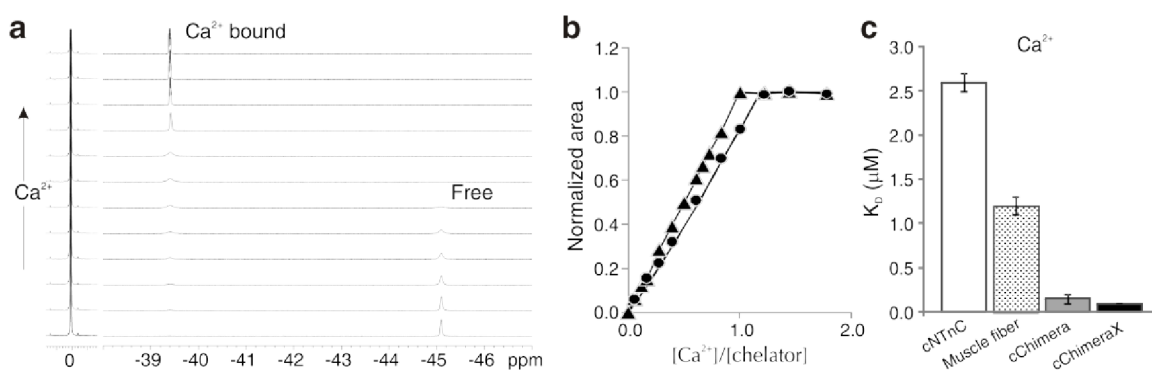 a
Ca²⁺ bound
Ca²⁺
Free
0
-39
-40
-41
-42
-43
-44
-45
-46
ppm
b
1.2
1.0
0.8
0.6
0.4
0.2
0.0
Normalized area
0.0
1.0
2.0
[Ca²⁺]/[chelator]
c
Ca²⁺
3.0
2.5
2.0
1.5
1.0
0.5
0.0
K_D (μM)
cNTnC
Muscle fiber
cChimera
cChimeraX